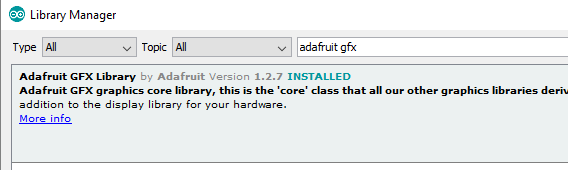 Library Manager
Type All Topic All adafruit gfx
Adafruit GFX Library by Adafruit Version 1.2.7 INSTALLED
Adafruit GFX graphics core library, this is the 'core' class that all our other graphics libraries deriv
addition to the display library for your hardware.
More info